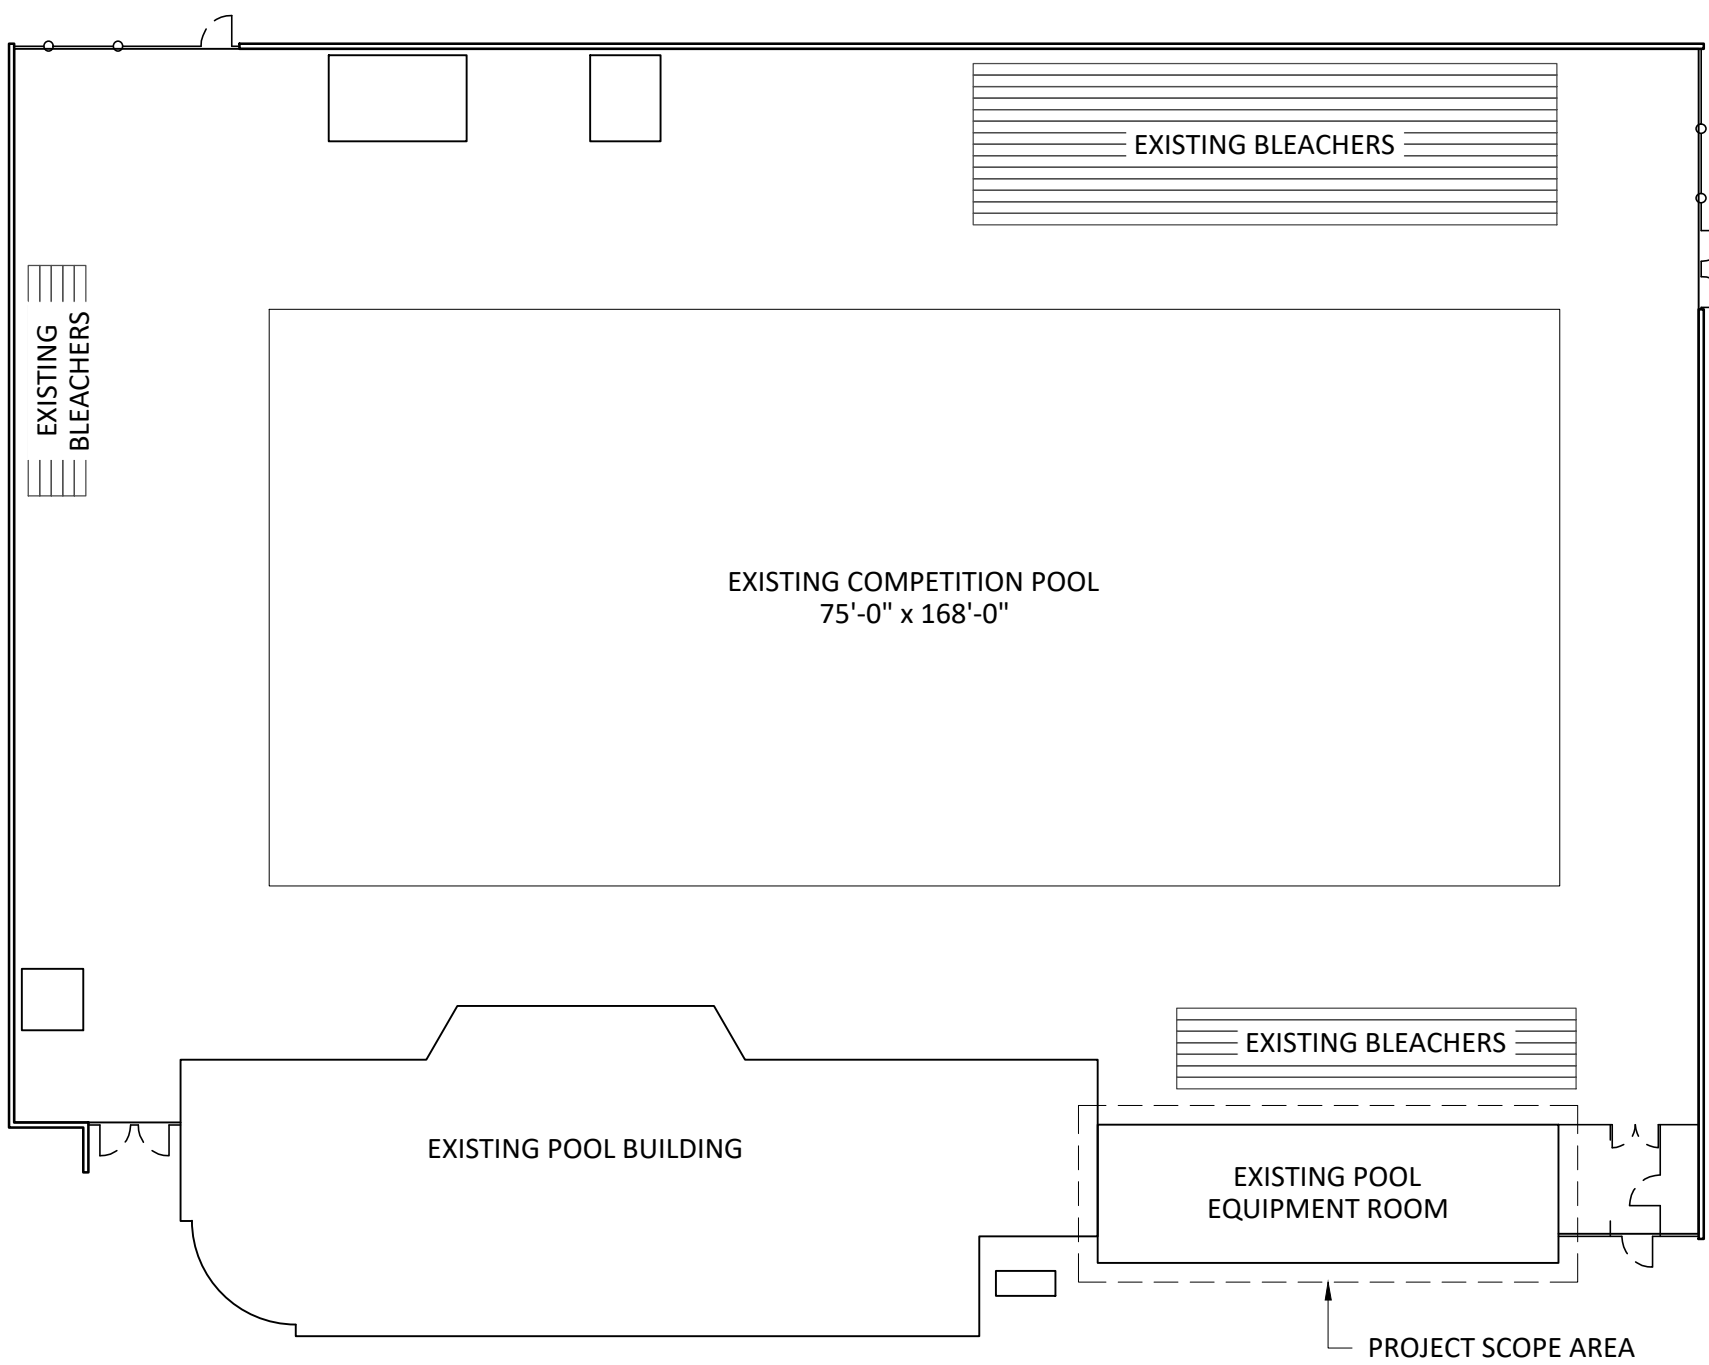 EXISTING BLEACHERS
EXISTING
BLEACHERS
EXISTING COMPETITION POOL
75'-0" x 168'-0"
EXISTING BLEACHERS
EXISTING POOL BUILDING
EXISTING POOL
EQUIPMENT ROOM
PROJECT SCOPE AREA